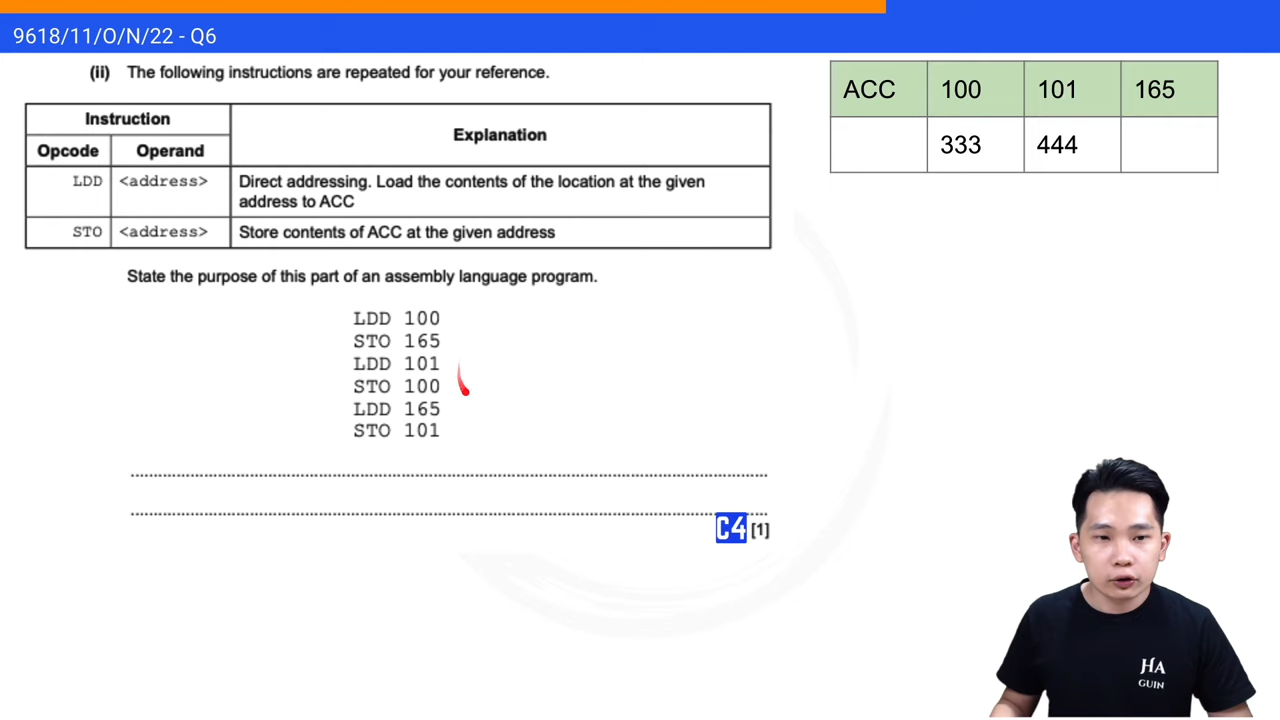 9618/11/O/N/22 - Q6
(ii) The following instructions are repeated for your reference.
Instruction
Explanation
Opcode Operand
LDD <address> Direct addressing. Load the contents of the location at the given
address to ACC
STO <address> Store contents of ACC at the given address
State the purpose of this part of an assembly language program.
LDD 100
STO 165
LDD 101
STO 100
LDD 165
STO 101
C4 [1]
ACC 100 101 165
333 444
HA
GUIN